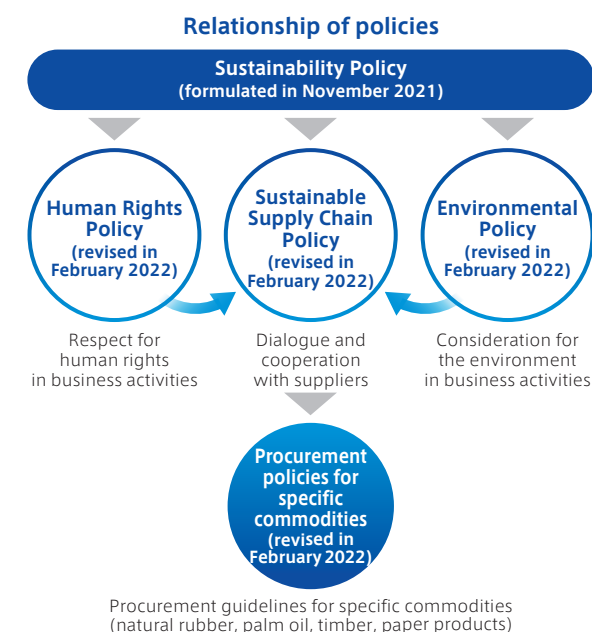 Relationship of policies
Sustainability Policy
(formulated in November 2021)
Human Rights
Policy
(revised in
February 2022)
Sustainable
Supply Chain
Policy
(revised in
February 2022)
Environmental
Policy
(revised in
February 2022)
Respect for
human rights
in business activities
Dialogue and
cooperation
with suppliers
Consideration for
the environment
in business activities
Procurement
policies for
specific
commodities
(revised in
February 2022)
Procurement guidelines for specific commodities
(natural rubber, palm oil, timber, paper products)